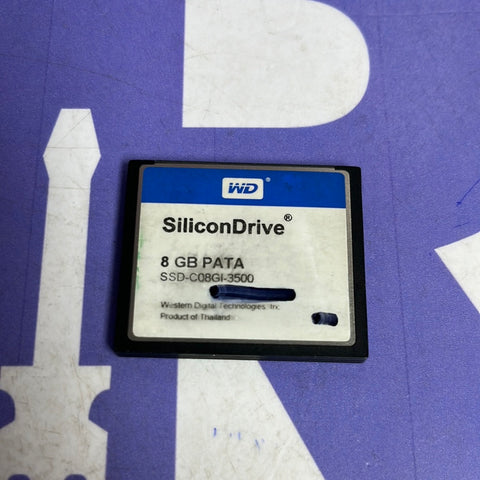 WD®
SiliconDrive®
8 GB PATA
SSD-C08GI-3500
Western Digital Technologies, Inc.
Product of Thailand